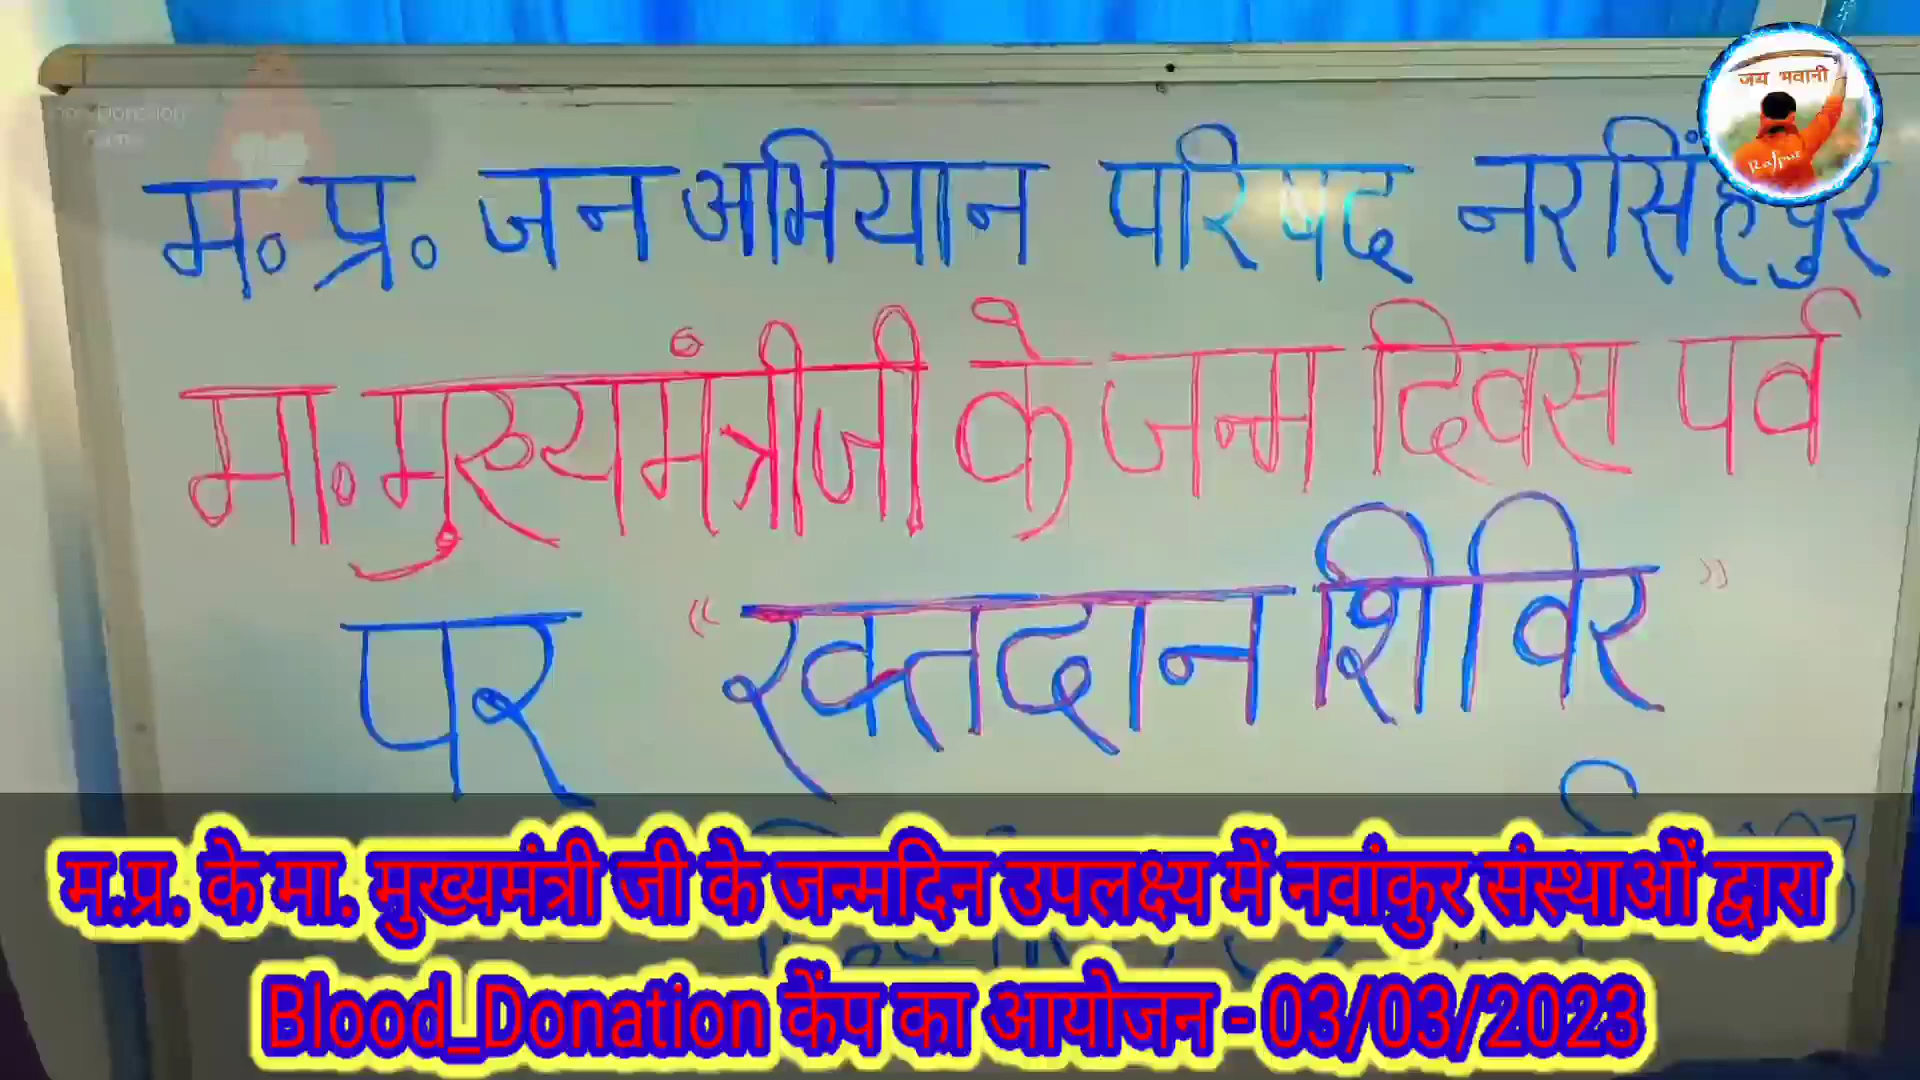 जय भवानी
Rajput
म॰ प्र॰ जन अभियान परिषद नरसिंहपुर
मा॰ मुख्यमंत्रीजी के जन्म दिवस पर्व
पर "रक्तदान शिविर"
म.प्र. के मा. मुख्यमंत्री जी के जन्मदिन उपलक्ष्य में नवांकुर संस्थाओं द्वारा
Blood_Donation केंप का आयोजन - 03/03/2023